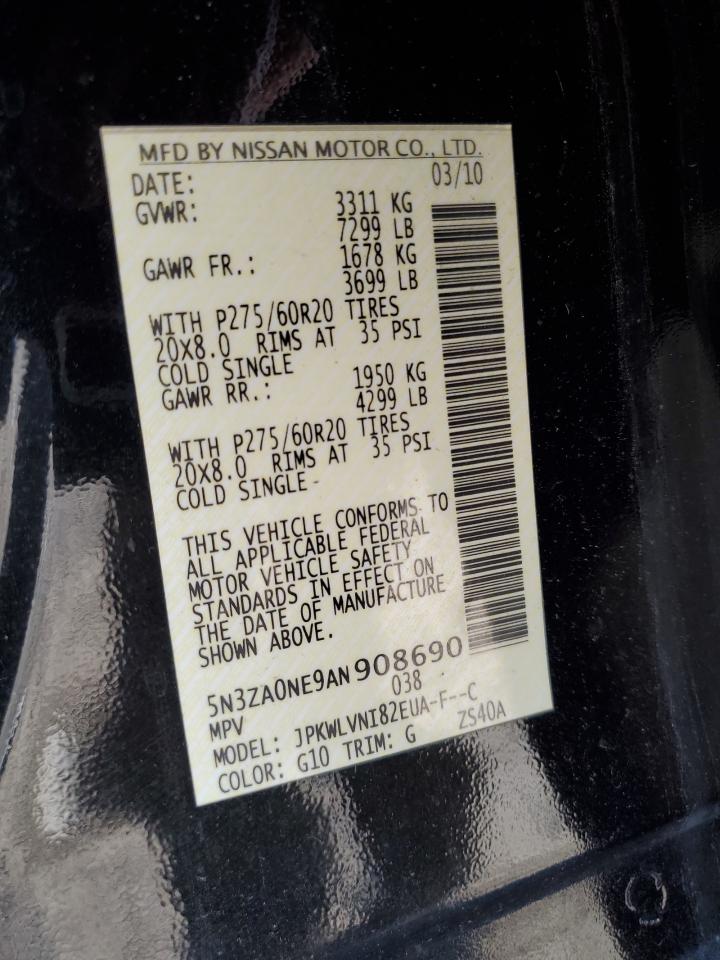 MFD BY NISSAN MOTOR CO., LTD.
DATE: 03/10
GVWR: 3311 KG
7299 LB
GAWR FR.: 1678 KG
3699 LB
WITH P275/60R20 TIRES
20X8.0 RIMS AT 35 PSI
COLD SINGLE
GAWR RR.: 1950 KG
4299 LB
WITH P275/60R20 TIRES
20X8.0 RIMS AT 35 PSI
COLD SINGLE
THIS VEHICLE CONFORMS TO
ALL APPLICABLE FEDERAL
MOTOR VEHICLE SAFETY
STANDARDS IN EFFECT ON
THE DATE OF MANUFACTURE
SHOWN ABOVE.
5N3ZA0NE9AN908690
MPV 038
MODEL: JPKWLVNI82EUA-F--C
COLOR: G10 TRIM: G ZS40A